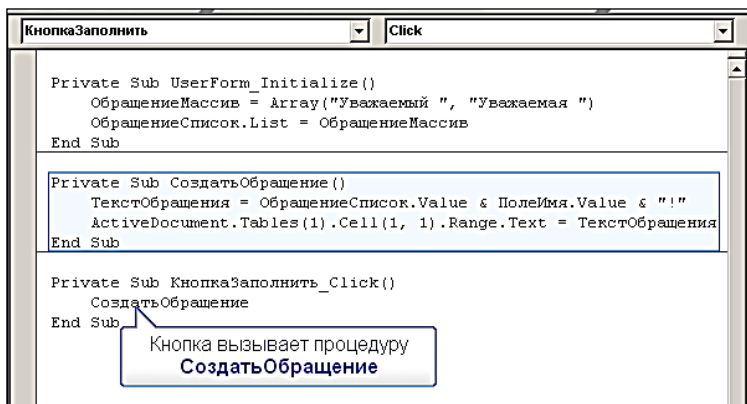 КнопкаЗаполнить Click
Private Sub UserForm_Initialize()
ОбращениеМассив = Array("Уважаемый ", "Уважаемая ")
ОбращениеСписок.List = ОбращениеМассив
End Sub
Private Sub СоздатьОбращение()
ТекстОбращения = ОбращениеСписок.Value & ПолеИмя.Value & "!"
ActiveDocument.Tables(1).Cell(1, 1).Range.Text = ТекстОбращения
End Sub
Private Sub КнопкаЗаполнить_Click()
СоздатьОбращение
End Sub
Кнопка вызывает процедуру
СоздатьОбращение